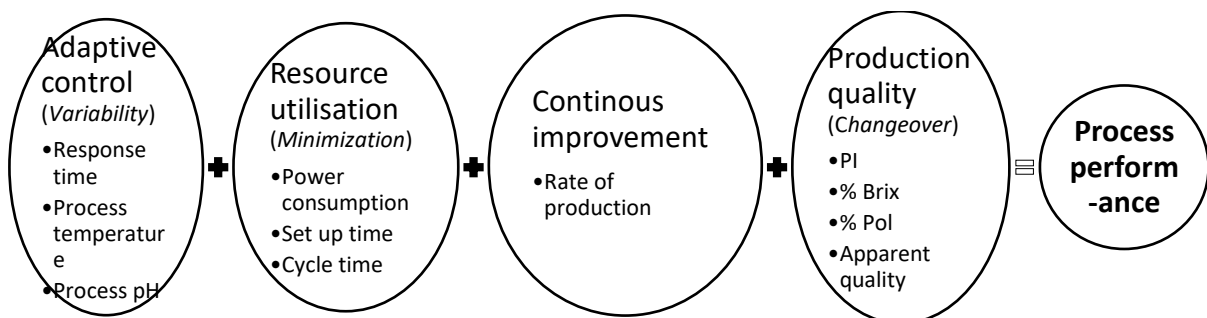 Adaptive
control
(Variability)
•Response
time
•Process
temperatur
e
•Process pH
Resource
utilisation
(Minimization)
•Power
consumption
•Set up time
•Cycle time
Continous
improvement
•Rate of
production
Production
quality
(Changeover)
•PI
•% Brix
•% Pol
•Apparent
quality
Process
perform
-ance